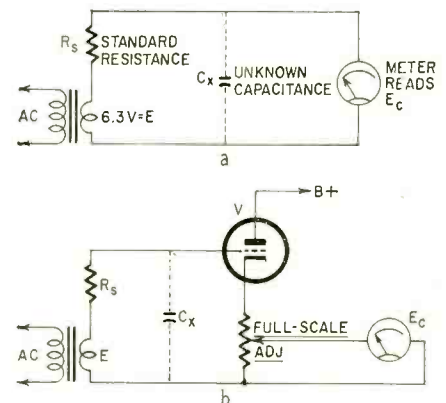 Rs STANDARD
RESISTANCE
Cx UNKNOWN
CAPACITANCE
METER
READS
Ec
AC 6.3V=E
a
V B+
Rs
Cx
FULL-SCALE
ADJ
Ec
AC E
b